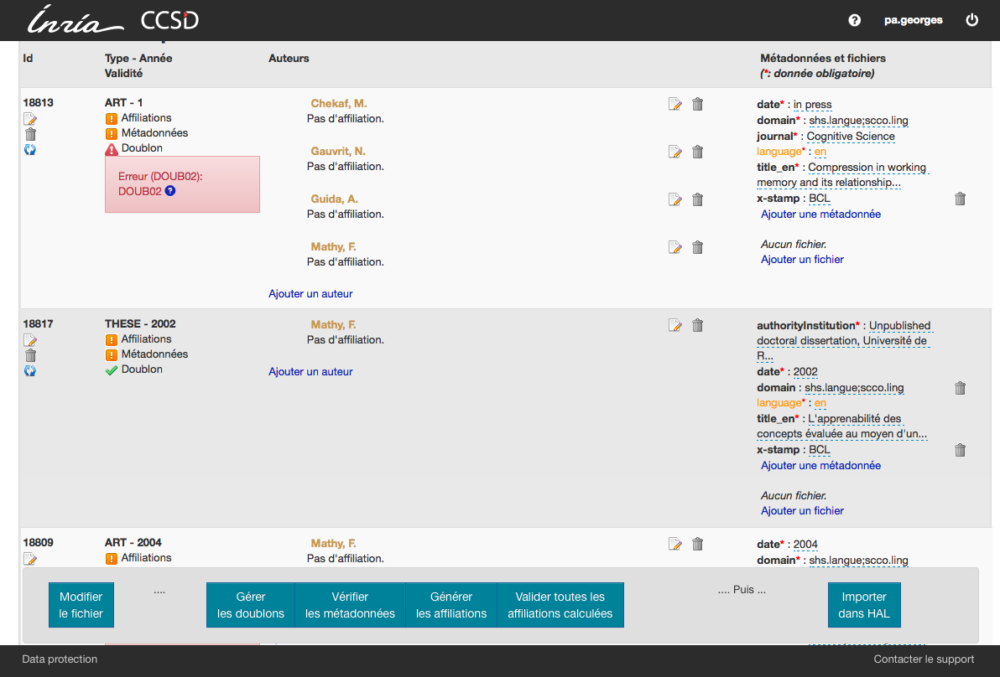 Inría CCSD
? pa.georges
Id
Type - Année
Validité
Auteurs
Métadonnées et fichiers
(*: donnée obligatoire)
18813
ART - 1
Affiliations
Métadonnées
Doublon
Erreur (DOUB02):
DOUB02 ?
Chekaf, M.
Pas d'affiliation.
Gauvrit, N.
Pas d'affiliation.
Guida, A.
Pas d'affiliation.
Mathy, F.
Pas d'affiliation.
Ajouter un auteur
date* : in press
domain* : shs.langue;scco.ling
journal* : Cognitive Science
language* : en
title_en* : Compression in working
memory and its relationship...
x-stamp : BCL
Ajouter une métadonnée
Aucun fichier.
Ajouter un fichier
18817
THESE - 2002
Affiliations
Métadonnées
Doublon
Mathy, F.
Pas d'affiliation.
Ajouter un auteur
authorityInstitution* : Unpublished
doctoral dissertation, Université de
R...
date* : 2002
domain : shs.langue;scco.ling
language* : en
title_en* : L'apprenabilité des
concepts évaluée au moyen d'un...
x-stamp : BCL
Ajouter une métadonnée
Aucun fichier.
Ajouter un fichier
18809
ART - 2004
Affiliations
Mathy, F.
Pas d'affiliation.
date* : 2004
domain* : shs.langue;scco.ling
Modifier
le fichier
....
Gérer
les doublons
Vérifier
les métadonnées
Générer
les affiliations
Valider toutes les
affiliations calculées
.... Puis ...
Importer
dans HAL
Data protection
Contacter le support